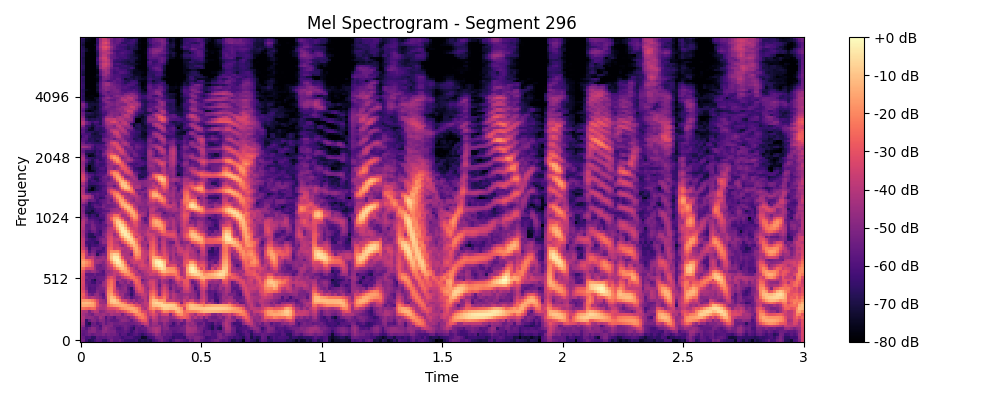 Mel Spectrogram - Segment 296
+0 dB
-10 dB
-20 dB
-30 dB
-40 dB
-50 dB
-60 dB
-70 dB
-80 dB
Frequency
4096
2048
1024
512
0
0
0.5
1
1.5
2
2.5
3
Time